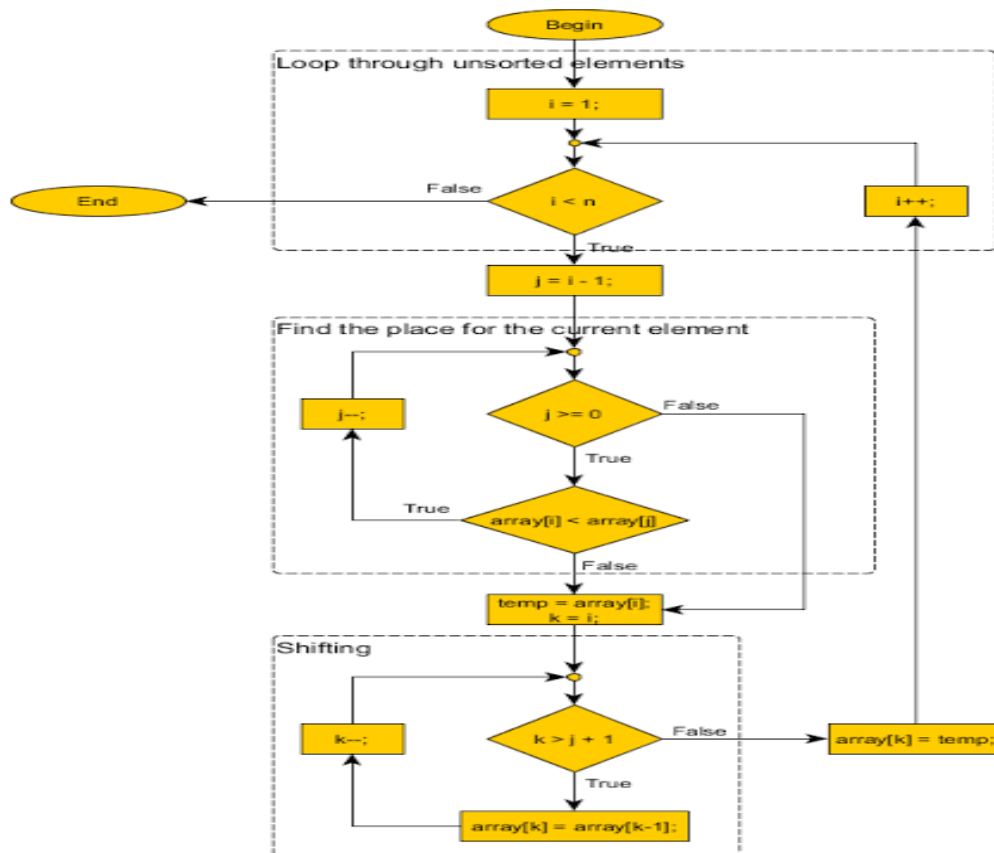 Begin
Loop through unsorted elements
i = 1;
False
End
i < n
i++;
True
j = i - 1;
Find the place for the current element
j--;
j >= 0
False
True
True
array[i] < array[j]
False
temp = array[i];
k = i;
Shifting
k--;
k > j + 1
False
array[k] = temp;
True
array[k] = array[k-1];